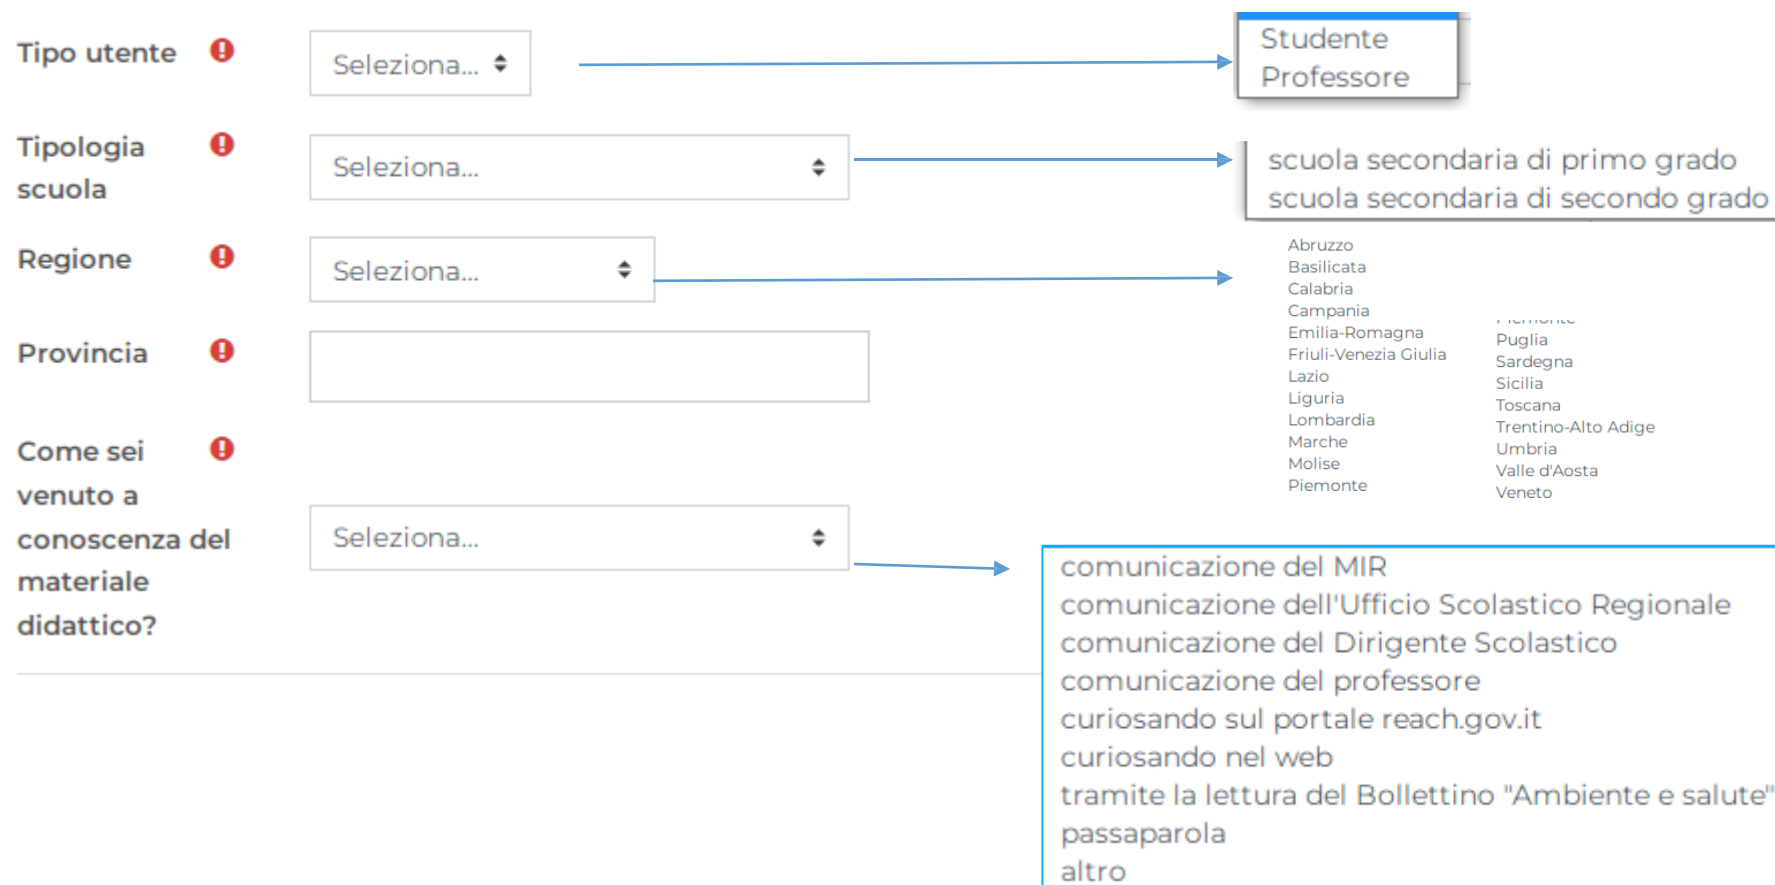 Tipo utente
Seleziona...
Studente
Professore
Tipologia
scuola
Seleziona...
scuola secondaria di primo grado
scuola secondaria di secondo grado
Regione
Seleziona...
Abruzzo
Basilicata
Calabria
Campania
Emilia-Romagna
Friuli-Venezia Giulia
Lazio
Liguria
Lombardia
Marche
Molise
Piemonte
Piemonte
Puglia
Sardegna
Sicilia
Toscana
Trentino-Alto Adige
Umbria
Valle d'Aosta
Veneto
Provincia
Come sei
venuto a
conoscenza del
materiale
didattico?
Seleziona...
comunicazione del MIR
comunicazione dell'Ufficio Scolastico Regionale
comunicazione del Dirigente Scolastico
comunicazione del professore
curiosando sul portale reach.gov.it
curiosando nel web
tramite la lettura del Bollettino "Ambiente e salute"
passaparola
altro